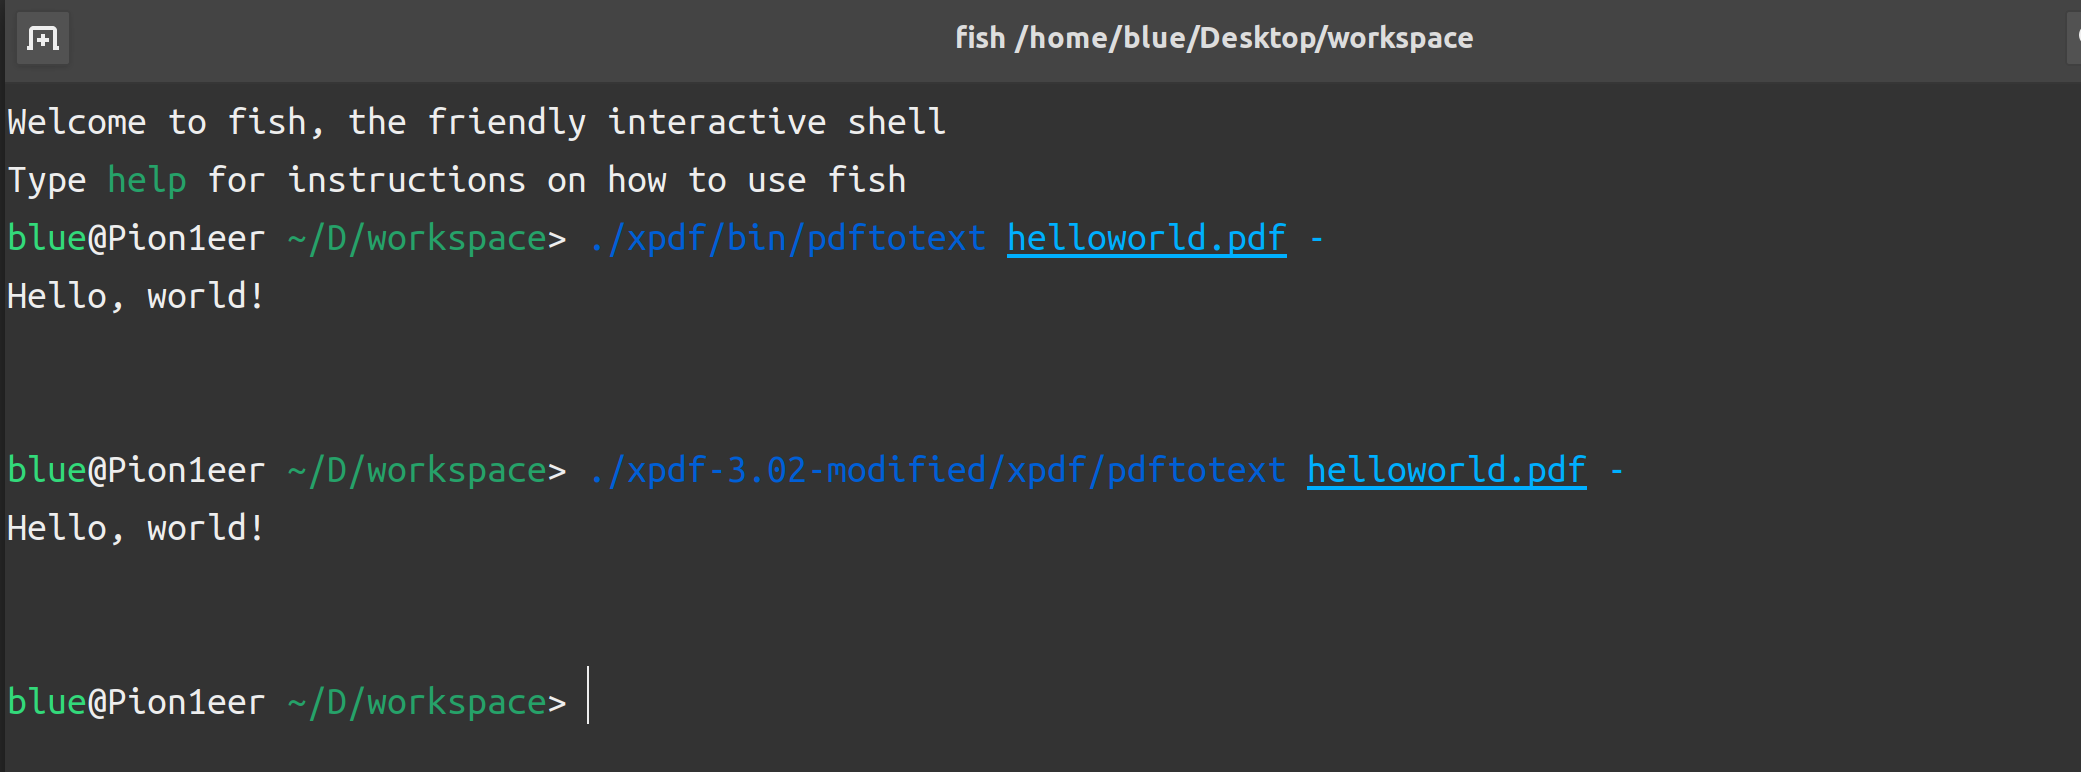 fish /home/blue/Desktop/workspace
Welcome to fish, the friendly interactive shell
Type help for instructions on how to use fish
blue@Pion1eer ~/D/workspace> ./xpdf/bin/pdftotext helloworld.pdf -
Hello, world!
blue@Pion1eer ~/D/workspace> ./xpdf-3.02-modified/xpdf/pdftotext helloworld.pdf -
Hello, world!
blue@Pion1eer ~/D/workspace>